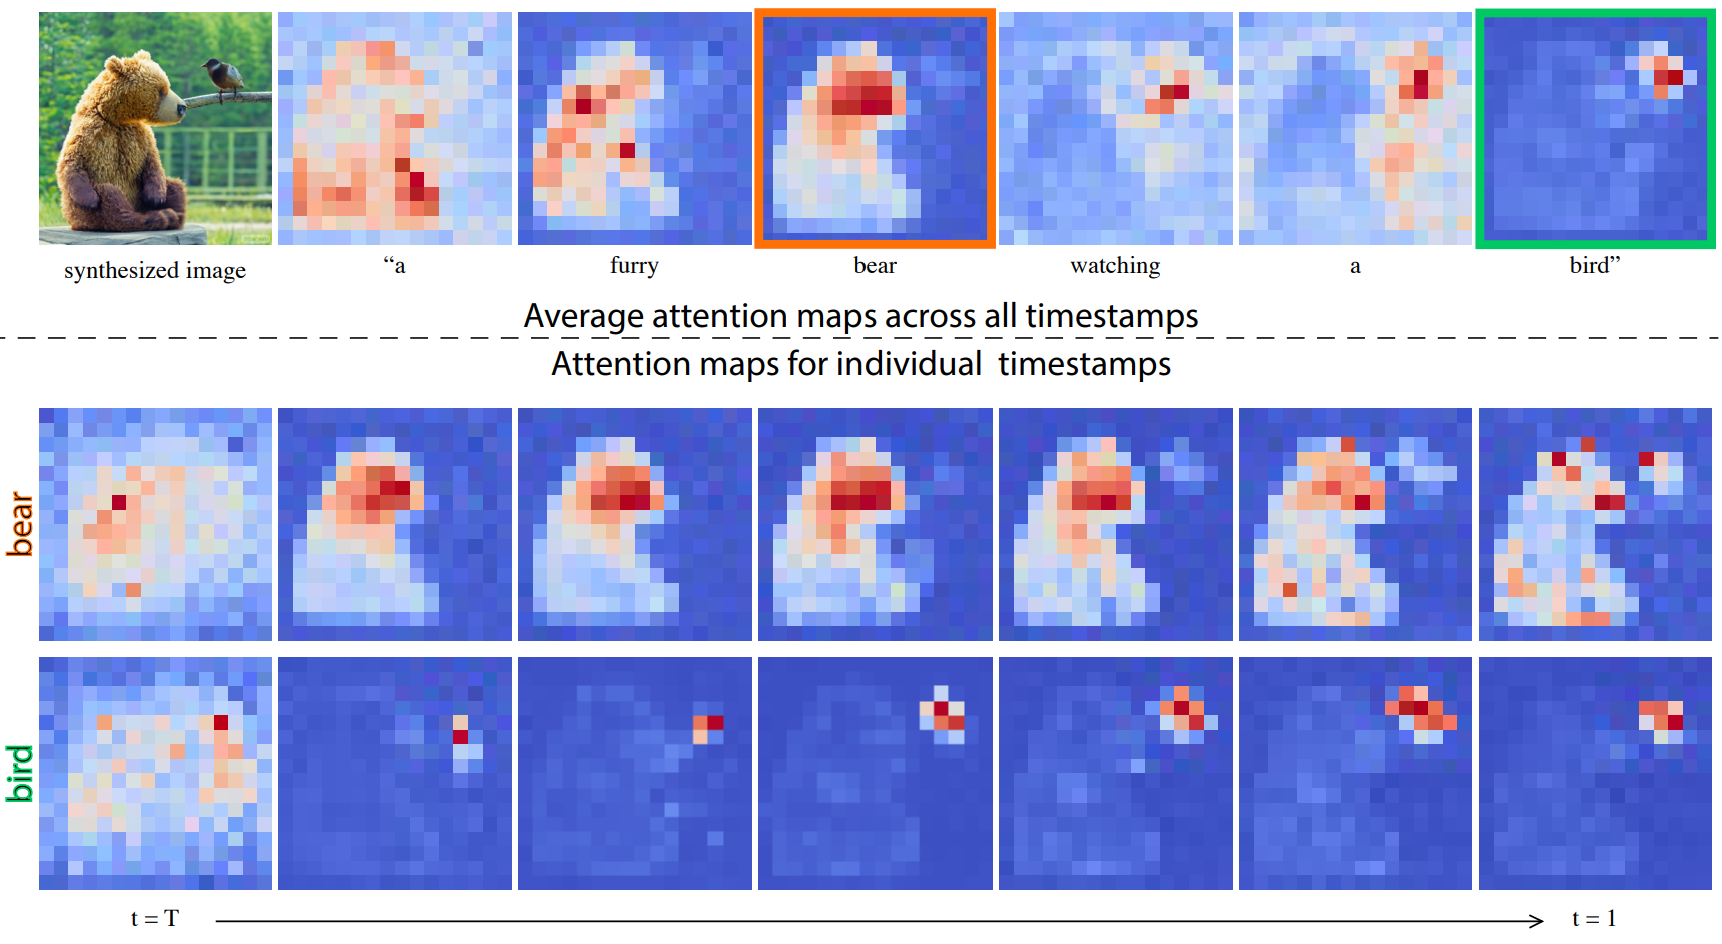 synthesized image
“a
furry
bear
watching
a
bird”
Average attention maps across all timestamps
Attention maps for individual timestamps
bear
bird
t = T
t = 1